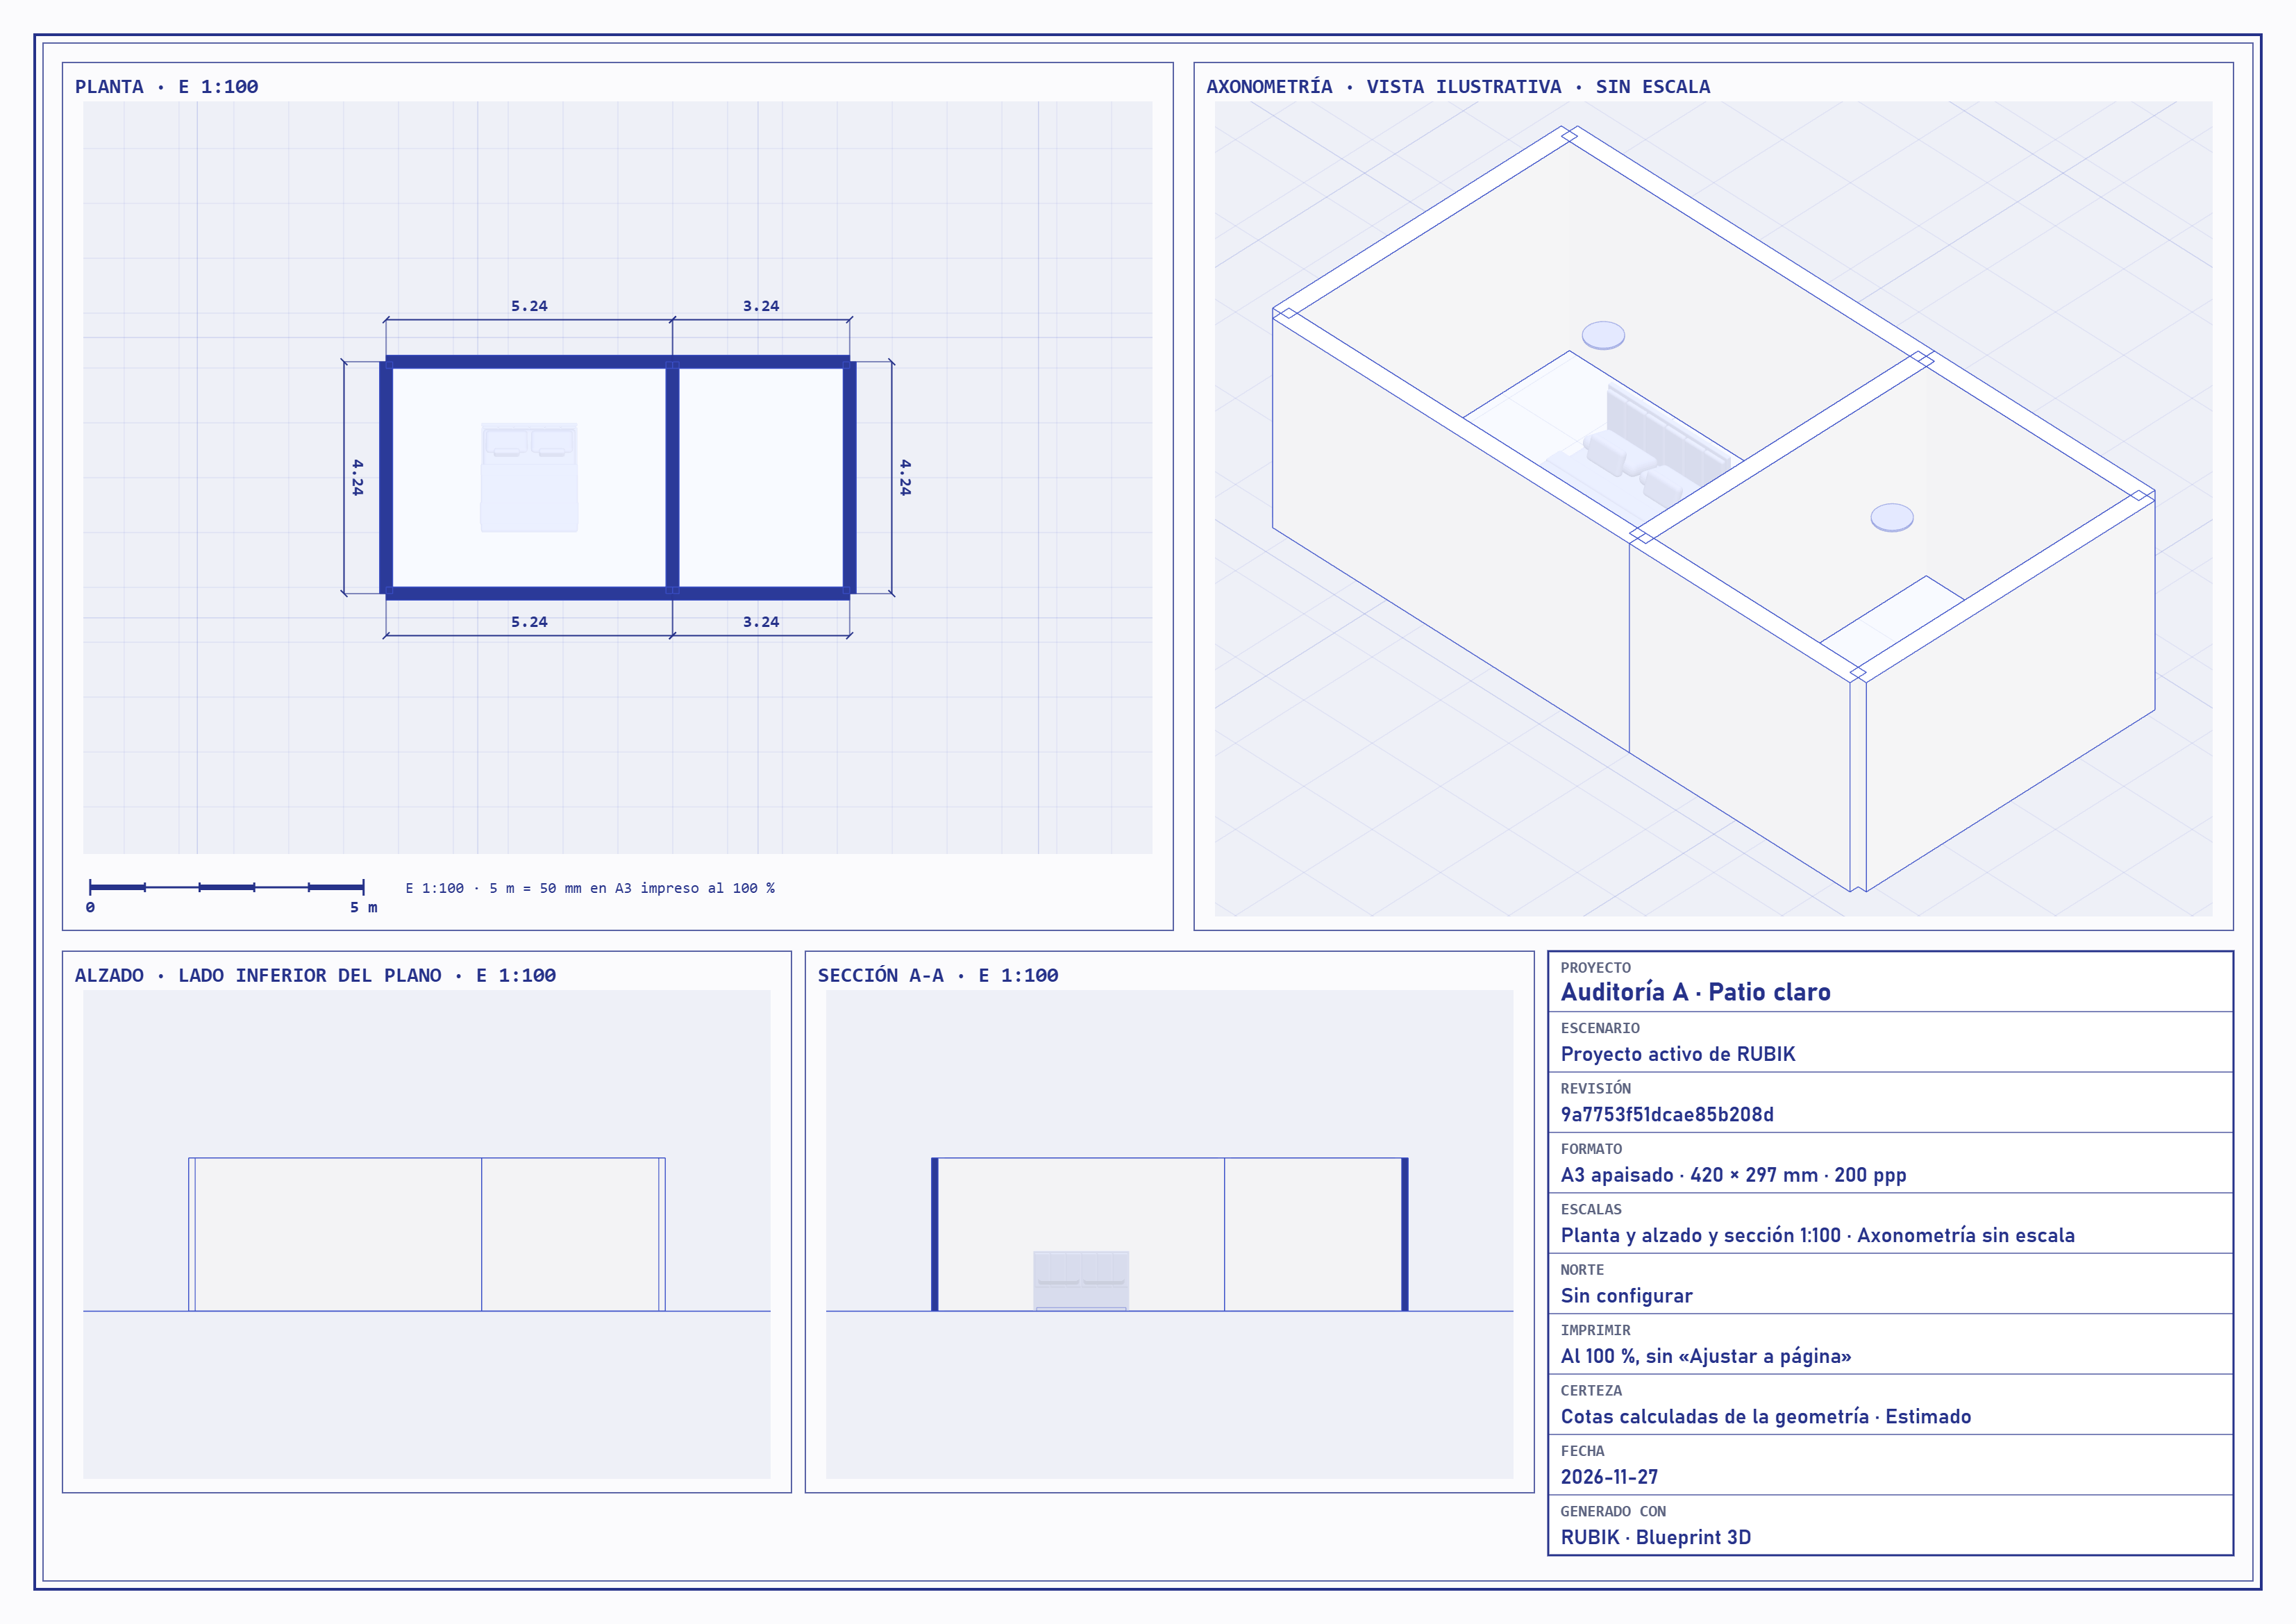 PLANTA · E 1:100
5.24
3.24
4.24
4.24
5.24
3.24
0
5 m
E 1:100 · 5 m = 50 mm en A3 impreso al 100 %
AXONOMETRÍA · VISTA ILUSTRATIVA · SIN ESCALA
ALZADO · LADO INFERIOR DEL PLANO · E 1:100
SECCIÓN A-A · E 1:100
PROYECTO
Auditoría A · Patio claro
ESCENARIO
Proyecto activo de RUBIK
REVISIÓN
9a7753f51dcae85b208d
FORMATO
A3 apaisado · 420 × 297 mm · 200 ppp
ESCALAS
Planta y alzado y sección 1:100 · Axonometría sin escala
NORTE
Sin configurar
IMPRIMIR
Al 100 %, sin «Ajustar a página»
CERTEZA
Cotas calculadas de la geometría · Estimado
FECHA
2026-11-27
GENERADO CON
RUBIK · Blueprint 3D